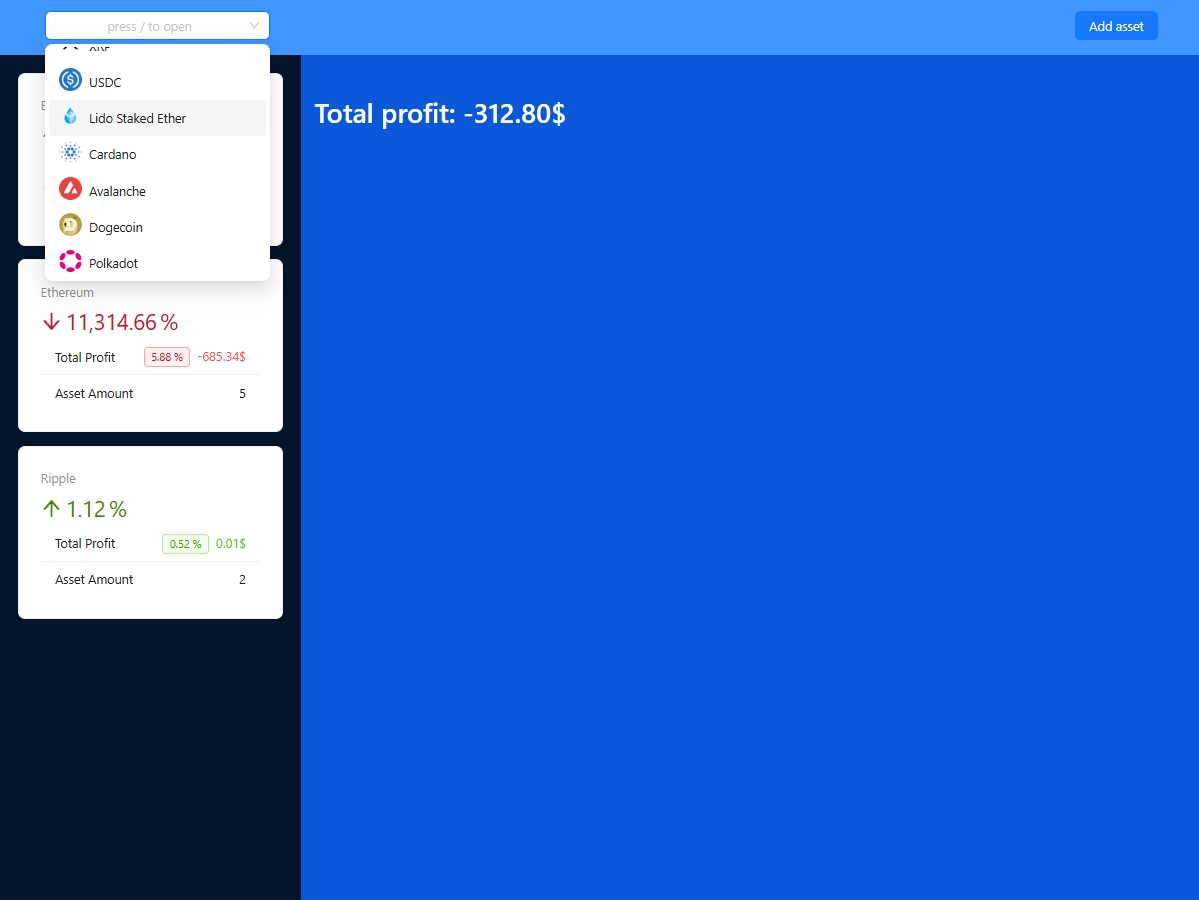 press / to open
Add asset
XRP
USDC
Lido Staked Ether
Cardano
Avalanche
Dogecoin
Polkadot
Total profit: -312.80$
Ethereum
11,314.66 %
Total Profit 5.88 % -685.34$
Asset Amount 5
Ripple
1.12 %
Total Profit 0.52 % 0.01$
Asset Amount 2